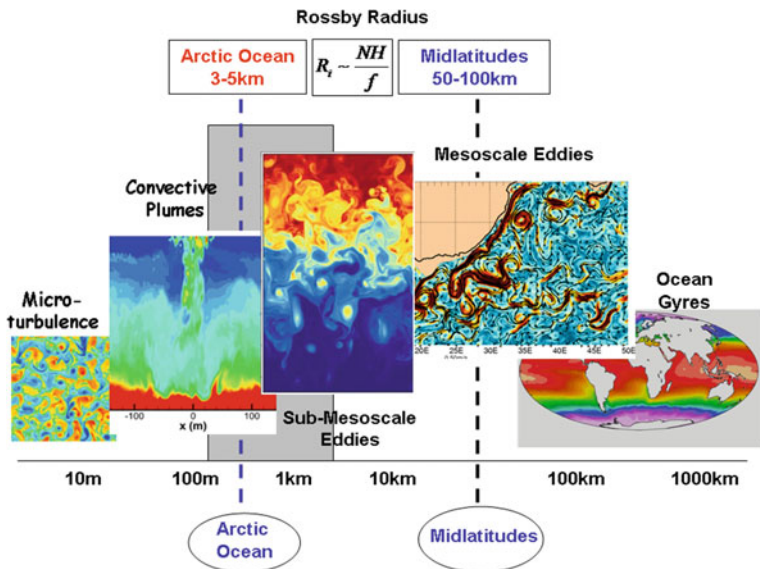 Rossby Radius
Arctic Ocean
3-5km
R_i ~ NH/f
Midlatitudes
50-100km
Mesoscale Eddies
Convective
Plumes
Ocean
Gyres
Micro-
turbulence
20E 25E 30E 35E 40E 45E 50E
-100 0 100
x (m)
Sub-Mesoscale
Eddies
10m 100m 1km 10km 100km 1000km
Arctic
Ocean
Midlatitudes